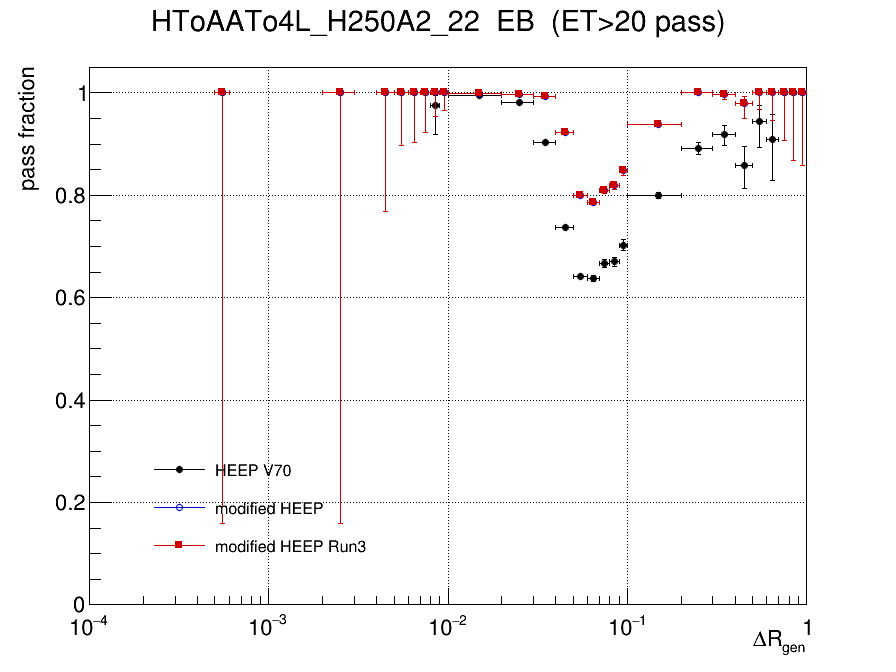 HToAATo4L_H250A2_22 EB (ET>20 pass)
pass fraction
1
0.8
0.6
0.4
0.2
0
HEEP V70
modified HEEP
modified HEEP Run3
10⁻⁴ 10⁻³ 10⁻² 10⁻¹ 1
ΔR_gen